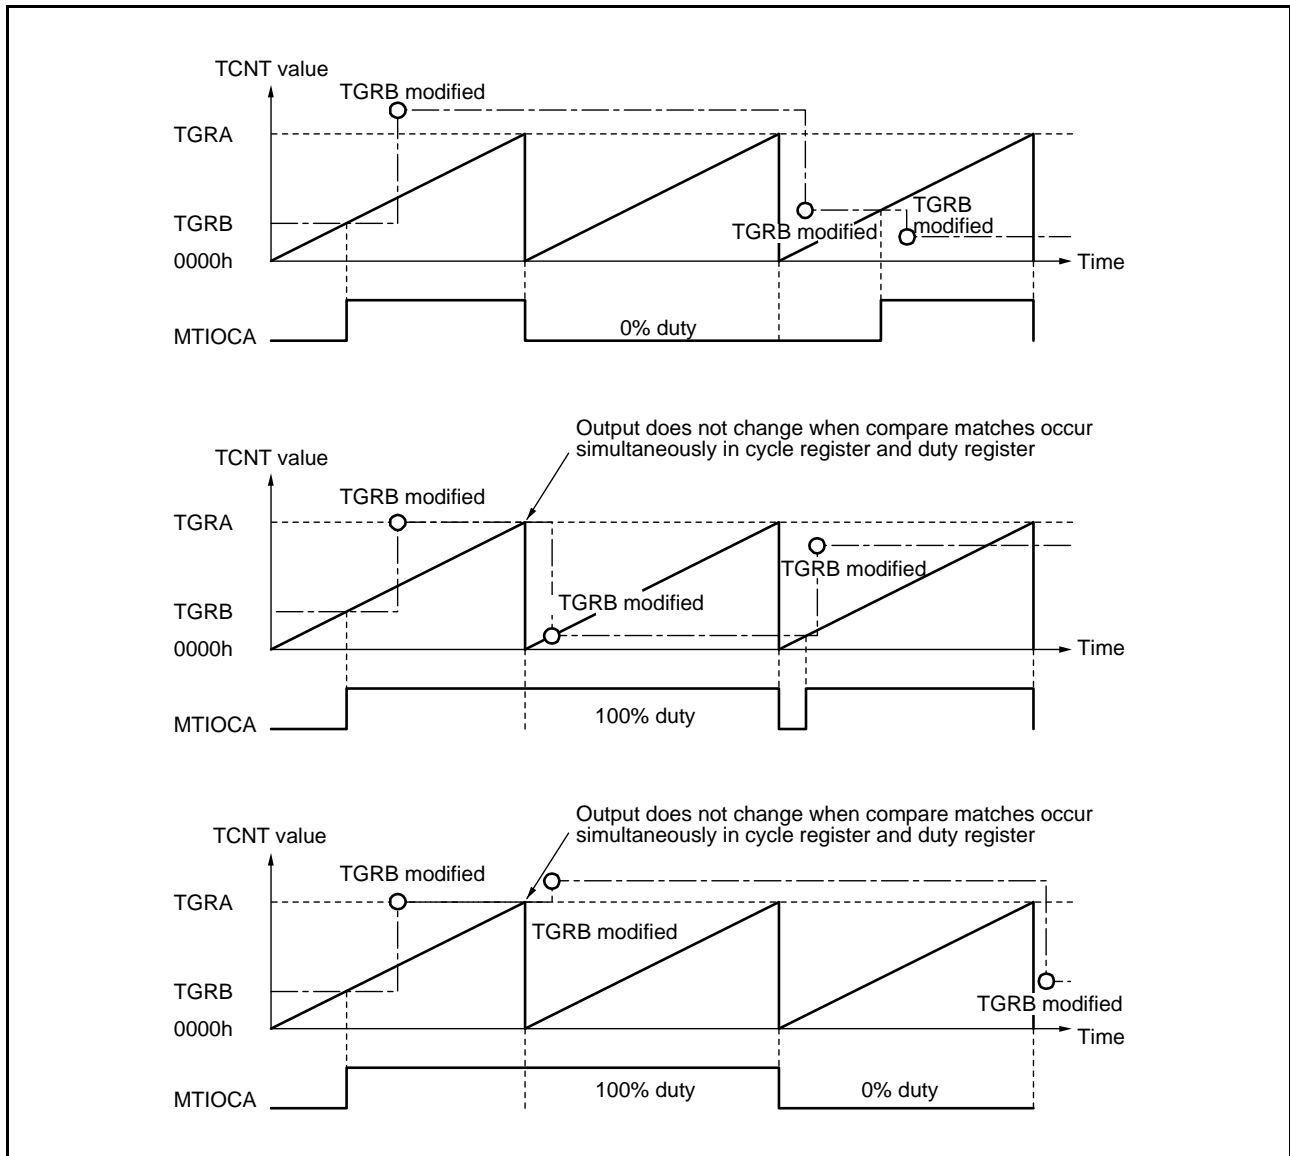 TCNT value
TGRB modified
TGRA
TGRB
modified
TGRB
TGRB modified
0000h
Time
0% duty
MTIOCA
Output does not change when compare matches occur
simultaneously in cycle register and duty register
TCNT value
TGRB modified
TGRA
TGRB modified
TGRB modified
TGRB
0000h
Time
100% duty
MTIOCA
Output does not change when compare matches occur
simultaneously in cycle register and duty register
TCNT value
TGRB modified
TGRA
TGRB modified
TGRB
TGRB modified
0000h
Time
100% duty
0% duty
MTIOCA